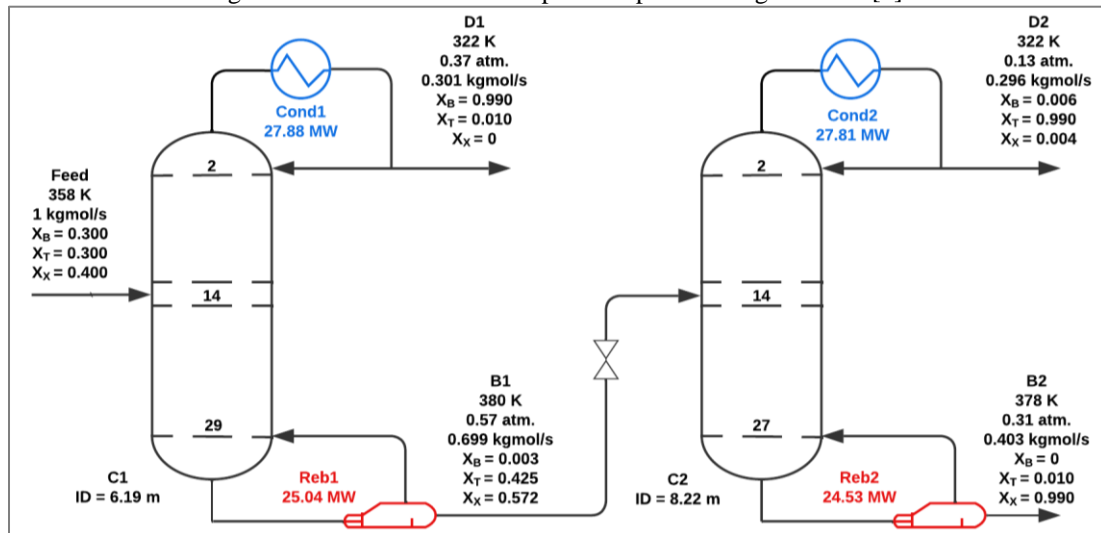 D1
322 K
0.37 atm.
0.301 kgmol/s
X_B = 0.990
X_T = 0.010
X_X = 0
Cond1
27.88 MW
2
Feed
358 K
1 kgmol/s
X_B = 0.300
X_T = 0.300
X_X = 0.400
14
29
C1
ID = 6.19 m
Reb1
25.04 MW
B1
380 K
0.57 atm.
0.699 kgmol/s
X_B = 0.003
X_T = 0.425
X_X = 0.572
D2
322 K
0.13 atm.
0.296 kgmol/s
X_B = 0.006
X_T = 0.990
X_X = 0.004
Cond2
27.81 MW
2
14
27
C2
ID = 8.22 m
Reb2
24.53 MW
B2
378 K
0.31 atm.
0.403 kgmol/s
X_B = 0
X_T = 0.010
X_X = 0.990